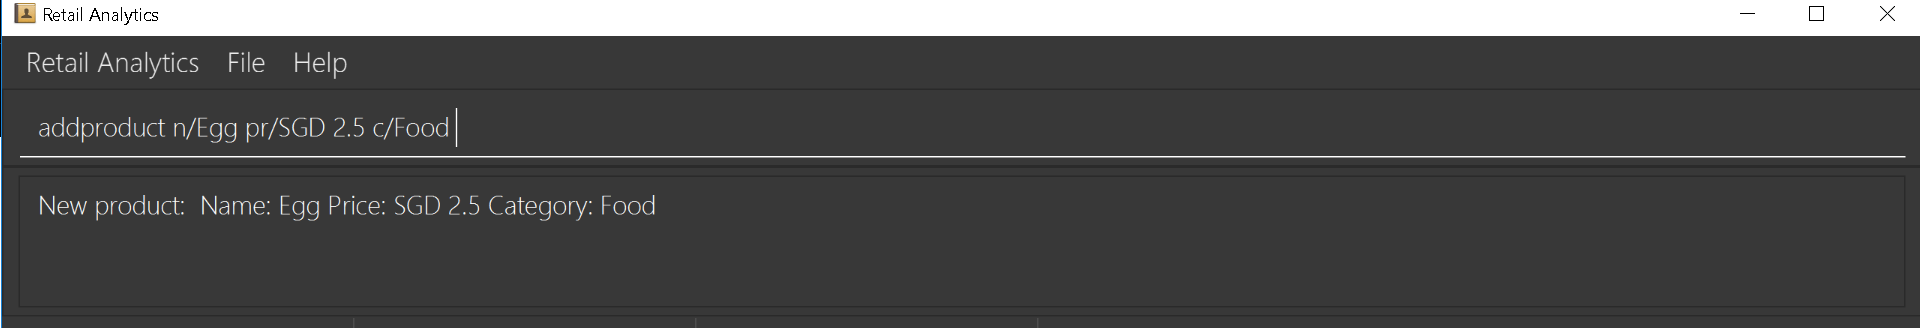 Retail Analytics
Retail Analytics File Help
addproduct n/Egg pr/SGD 2.5 c/Food
New product:  Name: Egg Price: SGD 2.5 Category: Food